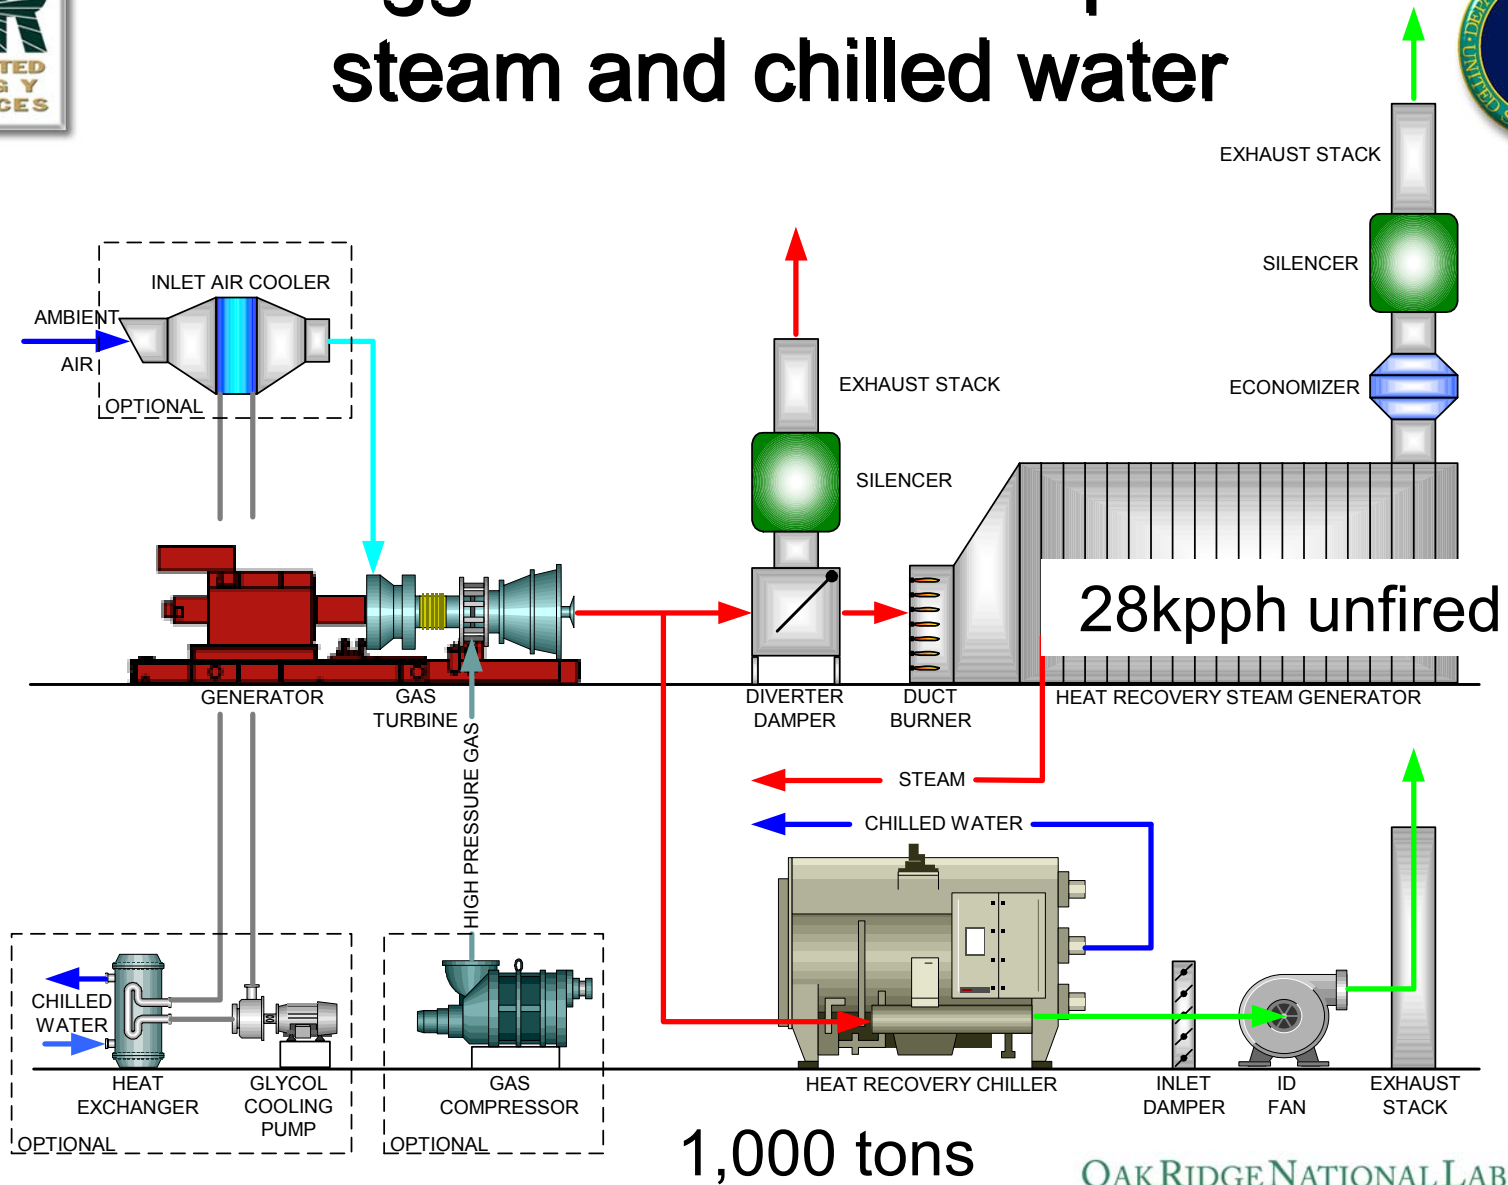 steam and chilled water
EXHAUST STACK
SILENCER
ECONOMIZER
INLET AIR COOLER
AMBIENT
AIR
OPTIONAL
EXHAUST STACK
SILENCER
28kpph unfired
GENERATOR
GAS
TURBINE
DIVERTER
DAMPER
DUCT
BURNER
HEAT RECOVERY STEAM GENERATOR
HIGH PRESSURE GAS
STEAM
CHILLED WATER
CHILLED
WATER
HEAT
EXCHANGER
GLYCOL
COOLING
PUMP
OPTIONAL
GAS
COMPRESSOR
OPTIONAL
HEAT RECOVERY CHILLER
INLET
DAMPER
ID
FAN
EXHAUST
STACK
1,000 tons
OAK RIDGE NATIONAL LAB